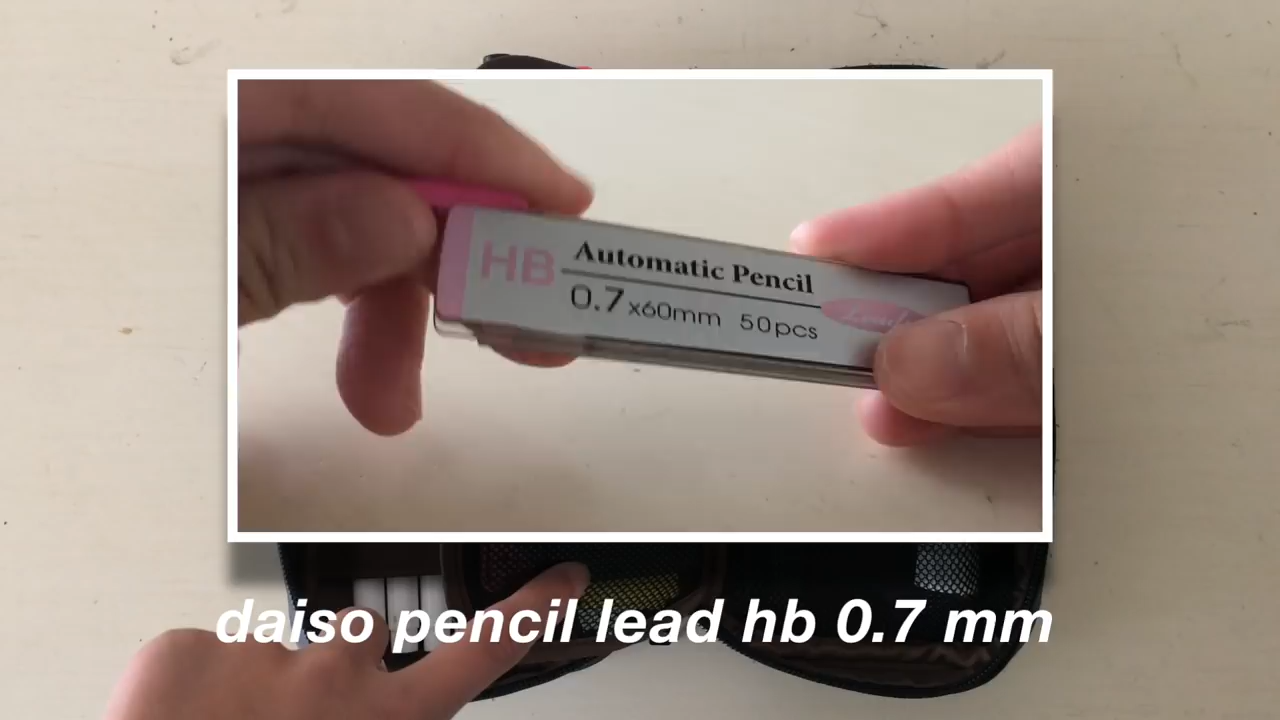 HB
Automatic Pencil
0.7x60mm 50pcs
daiso pencil lead hb 0.7 mm